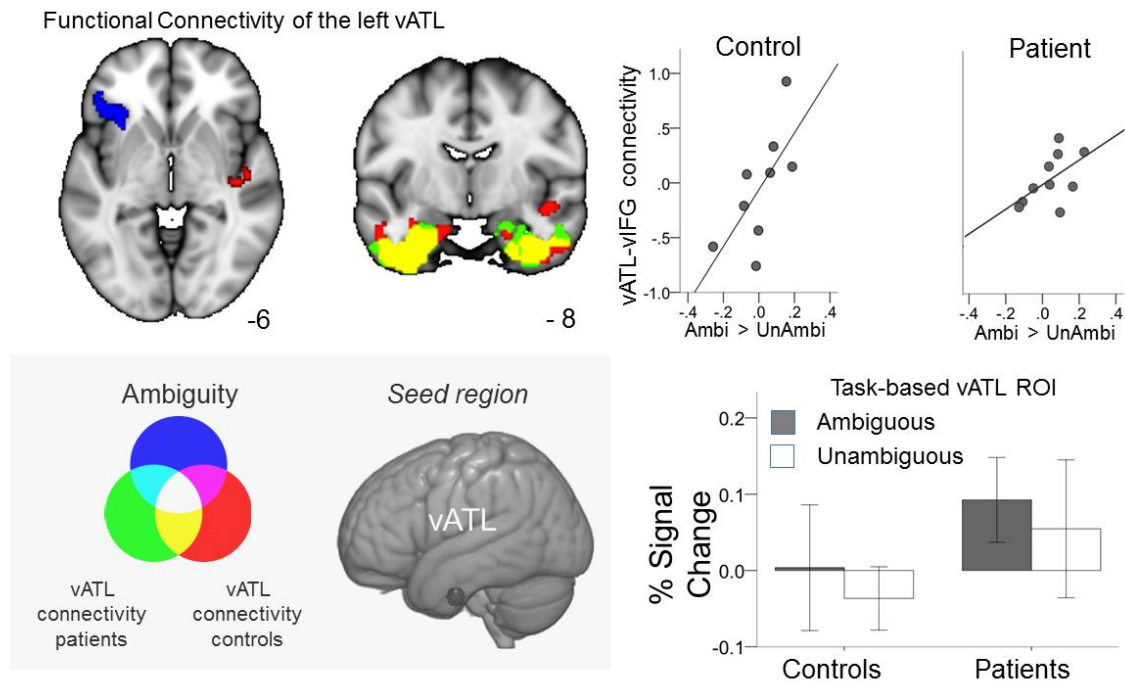 Functional Connectivity of the left vATL
-6
- 8
Control
Patient
vATL-vIFG connectivity
1.0
.5
.0
-.5
-1.0
-.4 -.2 .0 .2 .4
Ambi > UnAmbi
-.4 -.2 .0 .2 .4
Ambi > UnAmbi
Ambiguity
vATL
connectivity
patients
vATL
connectivity
controls
Seed region
vATL
Task-based vATL ROI
Ambiguous
Unambiguous
% Signal
Change
0.2
0.1
0.0
-0.1
Controls
Patients